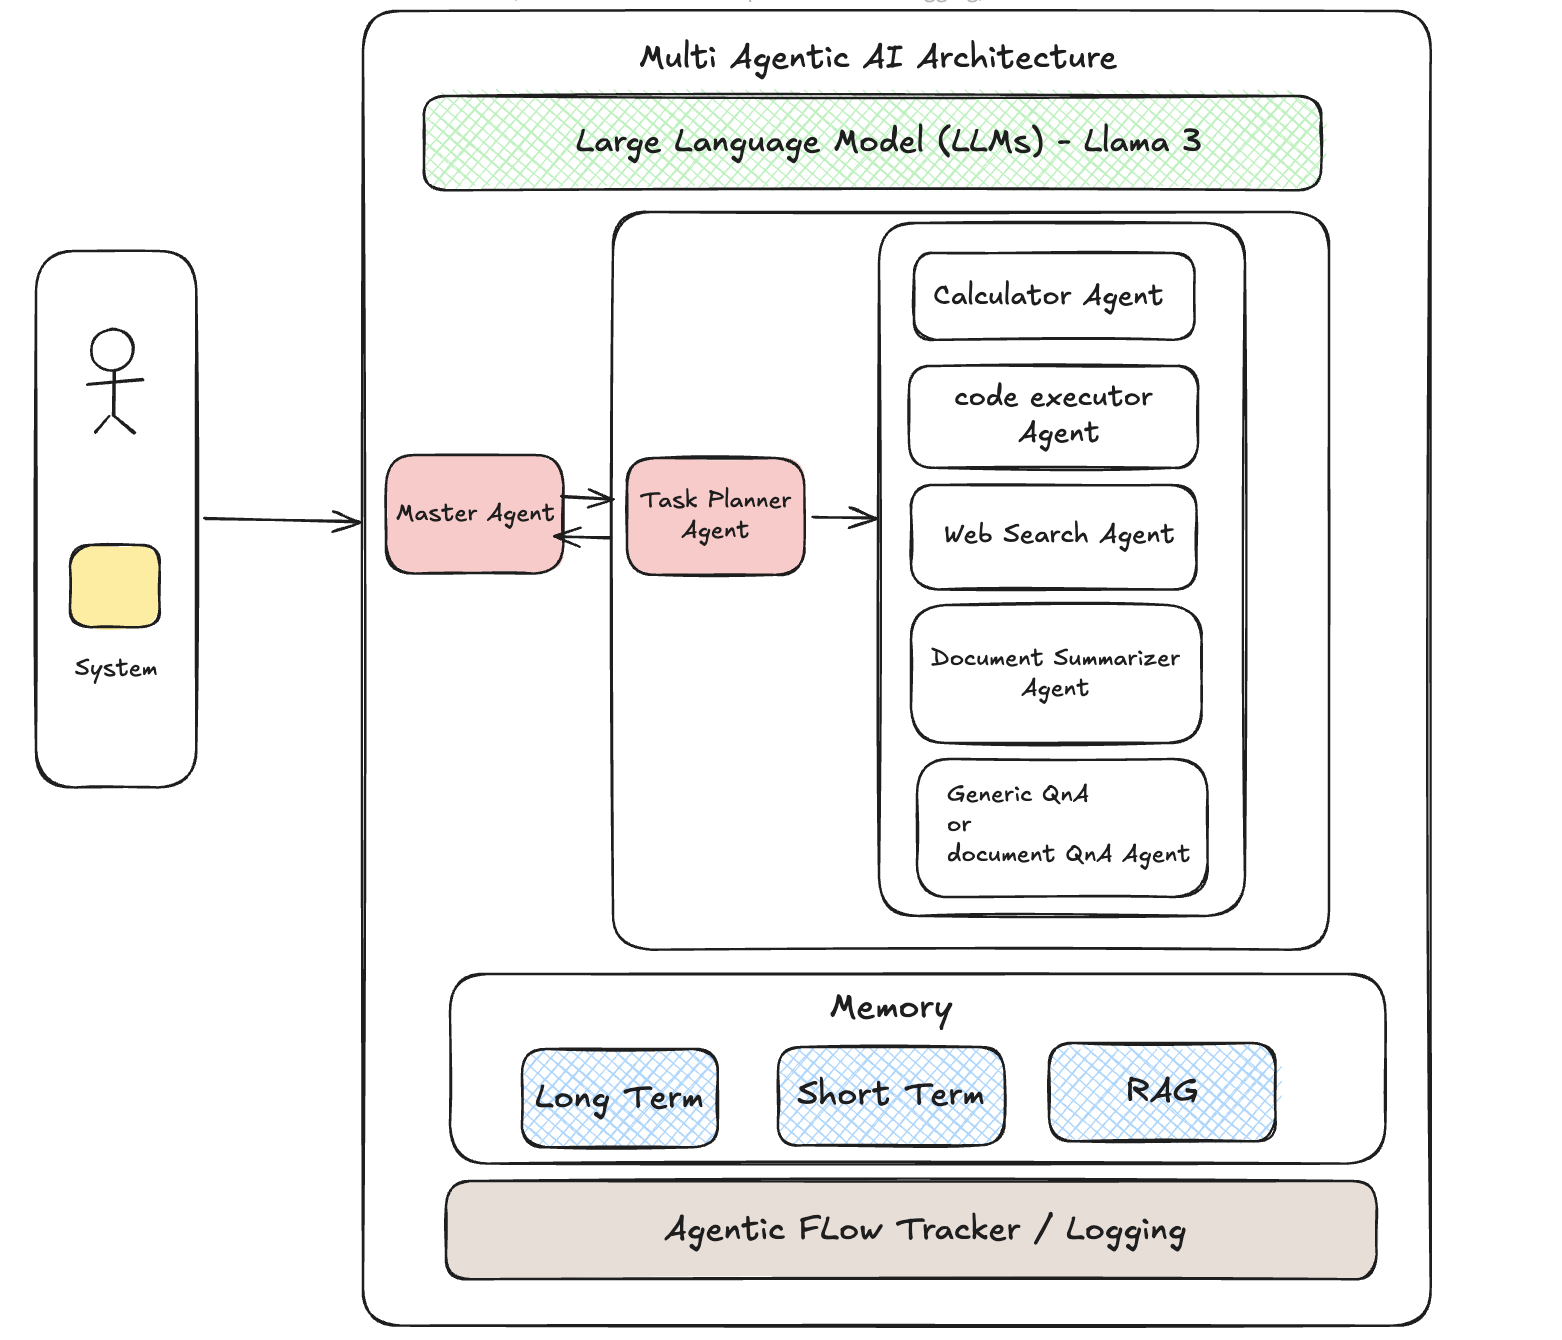 Multi Agentic AI Architecture
Large Language Model (LLMs) - Llama 3
Calculator Agent
code executor
Agent
Master Agent
Task Planner
Agent
Web Search Agent
System
Document Summarizer
Agent
Generic QnA
or
document QnA Agent
Memory
Long Term
Short Term
RAG
Agentic FLow Tracker / Logging